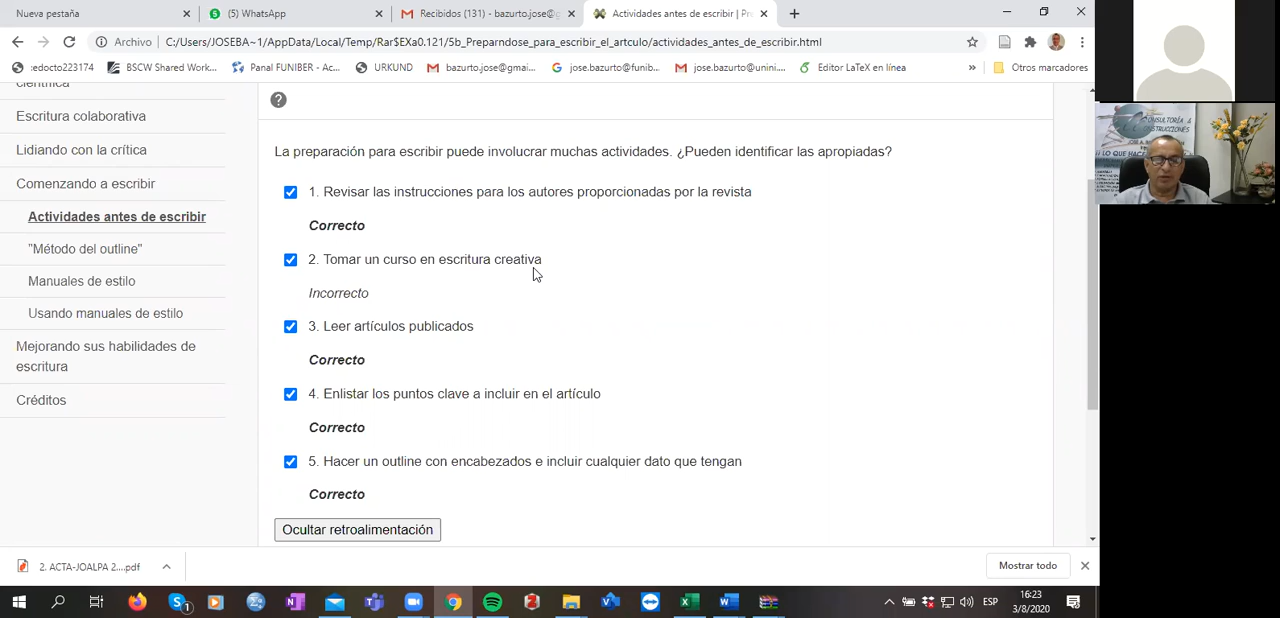 Nueva pestaña
(5) WhatsApp
Recibidos (131) - bazurto.jose@g
Actividades antes de escribir | Pr
Archivo
C:/Users/JOSEBA~1/AppData/Local/Temp/Rar$EXa0.121/5b_Preparndose_para_escribir_el_artculo/actividades_antes_de_escribir.html
:edocto223174
BSCW Shared Work...
Panal FUNIBER - Ac...
URKUND
bazurto.jose@gmai...
jose.bazurto@funib...
jose.bazurto@unini....
Editor LaTeX en línea
»
Otros marcadores
científica
Escritura colaborativa
Lidiando con la crítica
Comenzando a escribir
Actividades antes de escribir
"Método del outline"
Manuales de estilo
Usando manuales de estilo
Mejorando sus habilidades de
escritura
Créditos
La preparación para escribir puede involucrar muchas actividades. ¿Pueden identificar las apropiadas?
1. Revisar las instrucciones para los autores proporcionadas por la revista
Correcto
2. Tomar un curso en escritura creativa
Incorrecto
3. Leer artículos publicados
Correcto
4. Enlistar los puntos clave a incluir en el artículo
Correcto
5. Hacer un outline con encabezados e incluir cualquier dato que tengan
Correcto
Ocultar retroalimentación
CONSULTORÍA A
CONSTRUCCIONES
LO QUE HACE
2. ACTA-JOALPA 2....pdf
Mostrar todo
ESP
16:23
3/8/2020